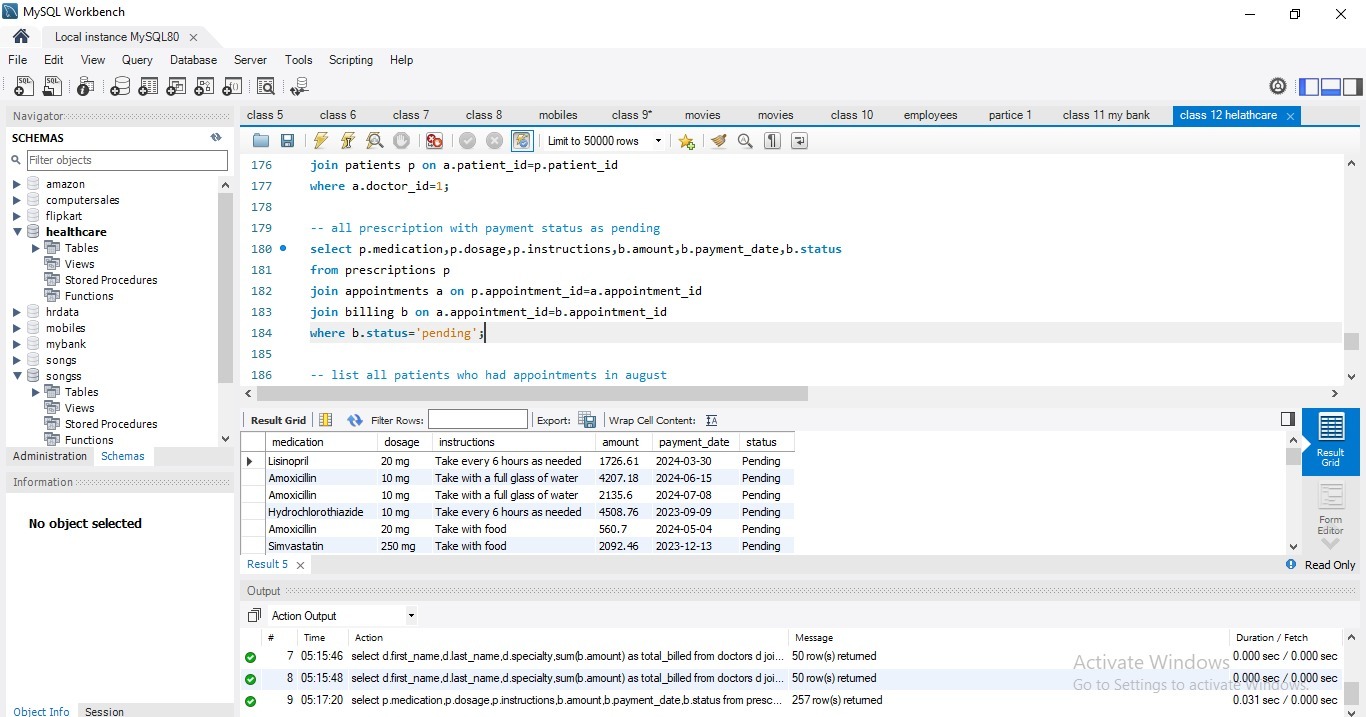 MySQL Workbench
Local instance MySQL80
File Edit View Query Database Server Tools Scripting Help
Navigator
SCHEMAS
Filter objects
amazon
computersales
flipkart
healthcare
Tables
Views
Stored Procedures
Functions
hrdata
mobiles
mybank
songs
songss
Tables
Views
Stored Procedures
Functions
Administration Schemas
Information
No object selected
Object Info Session
class 5 class 6 class 7 class 8 mobiles class 9* movies movies class 10 employees partice 1 class 11 my bank class 12 helathcare
Limit to 50000 rows
176 join patients p on a.patient_id=p.patient_id
177 where a.doctor_id=1;
178
179 -- all prescription with payment status as pending
180 select p.medication,p.dosage,p.instructions,b.amount,b.payment_date,b.status
181 from prescriptions p
182 join appointments a on p.appointment_id=a.appointment_id
183 join billing b on a.appointment_id=b.appointment_id
184 where b.status='pending';
185
186 -- list all patients who had appointments in august
Result Grid Filter Rows: Export: Wrap Cell Content:
medication dosage instructions amount payment_date status
Lisinopril 20 mg Take every 6 hours as needed 1726.61 2024-03-30 Pending
Amoxicillin 10 mg Take with a full glass of water 4207.18 2024-06-15 Pending
Amoxicillin 10 mg Take with a full glass of water 2135.6 2024-07-08 Pending
Hydrochlorothiazide 10 mg Take every 6 hours as needed 4508.76 2023-09-09 Pending
Amoxicillin 20 mg Take with food 560.7 2024-05-04 Pending
Simvastatin 250 mg Take with food 2092.46 2023-12-13 Pending
Result Grid
Form Editor
Result 5
Read Only
Output
Action Output
# Time Action Message Duration / Fetch
7 05:15:46 select d.first_name,d.last_name,d.specialty,sum(b.amount) as total_billed from doctors d joi... 50 row(s) returned 0.000 sec / 0.000 sec
8 05:15:48 select d.first_name,d.last_name,d.specialty,sum(b.amount) as total_billed from doctors d joi... 50 row(s) returned 0.000 sec / 0.000 sec
9 05:17:20 select p.medication,p.dosage,p.instructions,b.amount,b.payment_date,b.status from presc... 257 row(s) returned 0.031 sec / 0.000 sec
Activate Windows
Go to Settings to activate Windows.